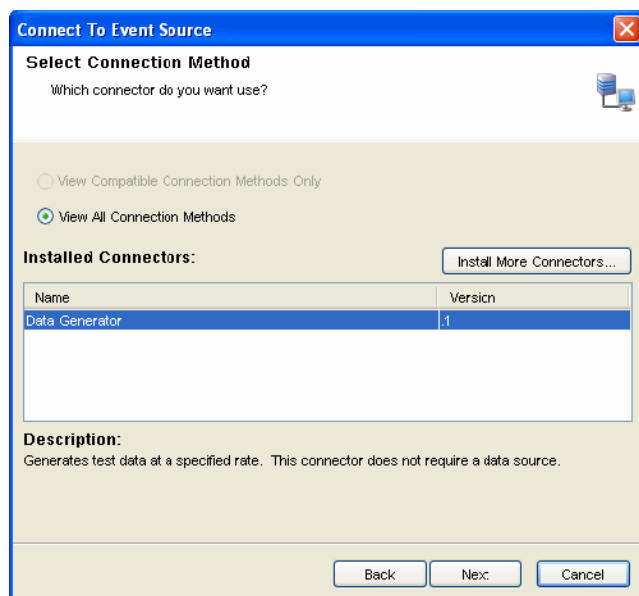 Connect To Event Source
Select Connection Method
Which connector do you want use?
View Compatible Connection Methods Only
View All Connection Methods
Installed Connectors:
Install More Connectors...
Name Version
Data Generator .1
Description:
Generates test data at a specified rate. This connector does not require a data source.
Back Next Cancel